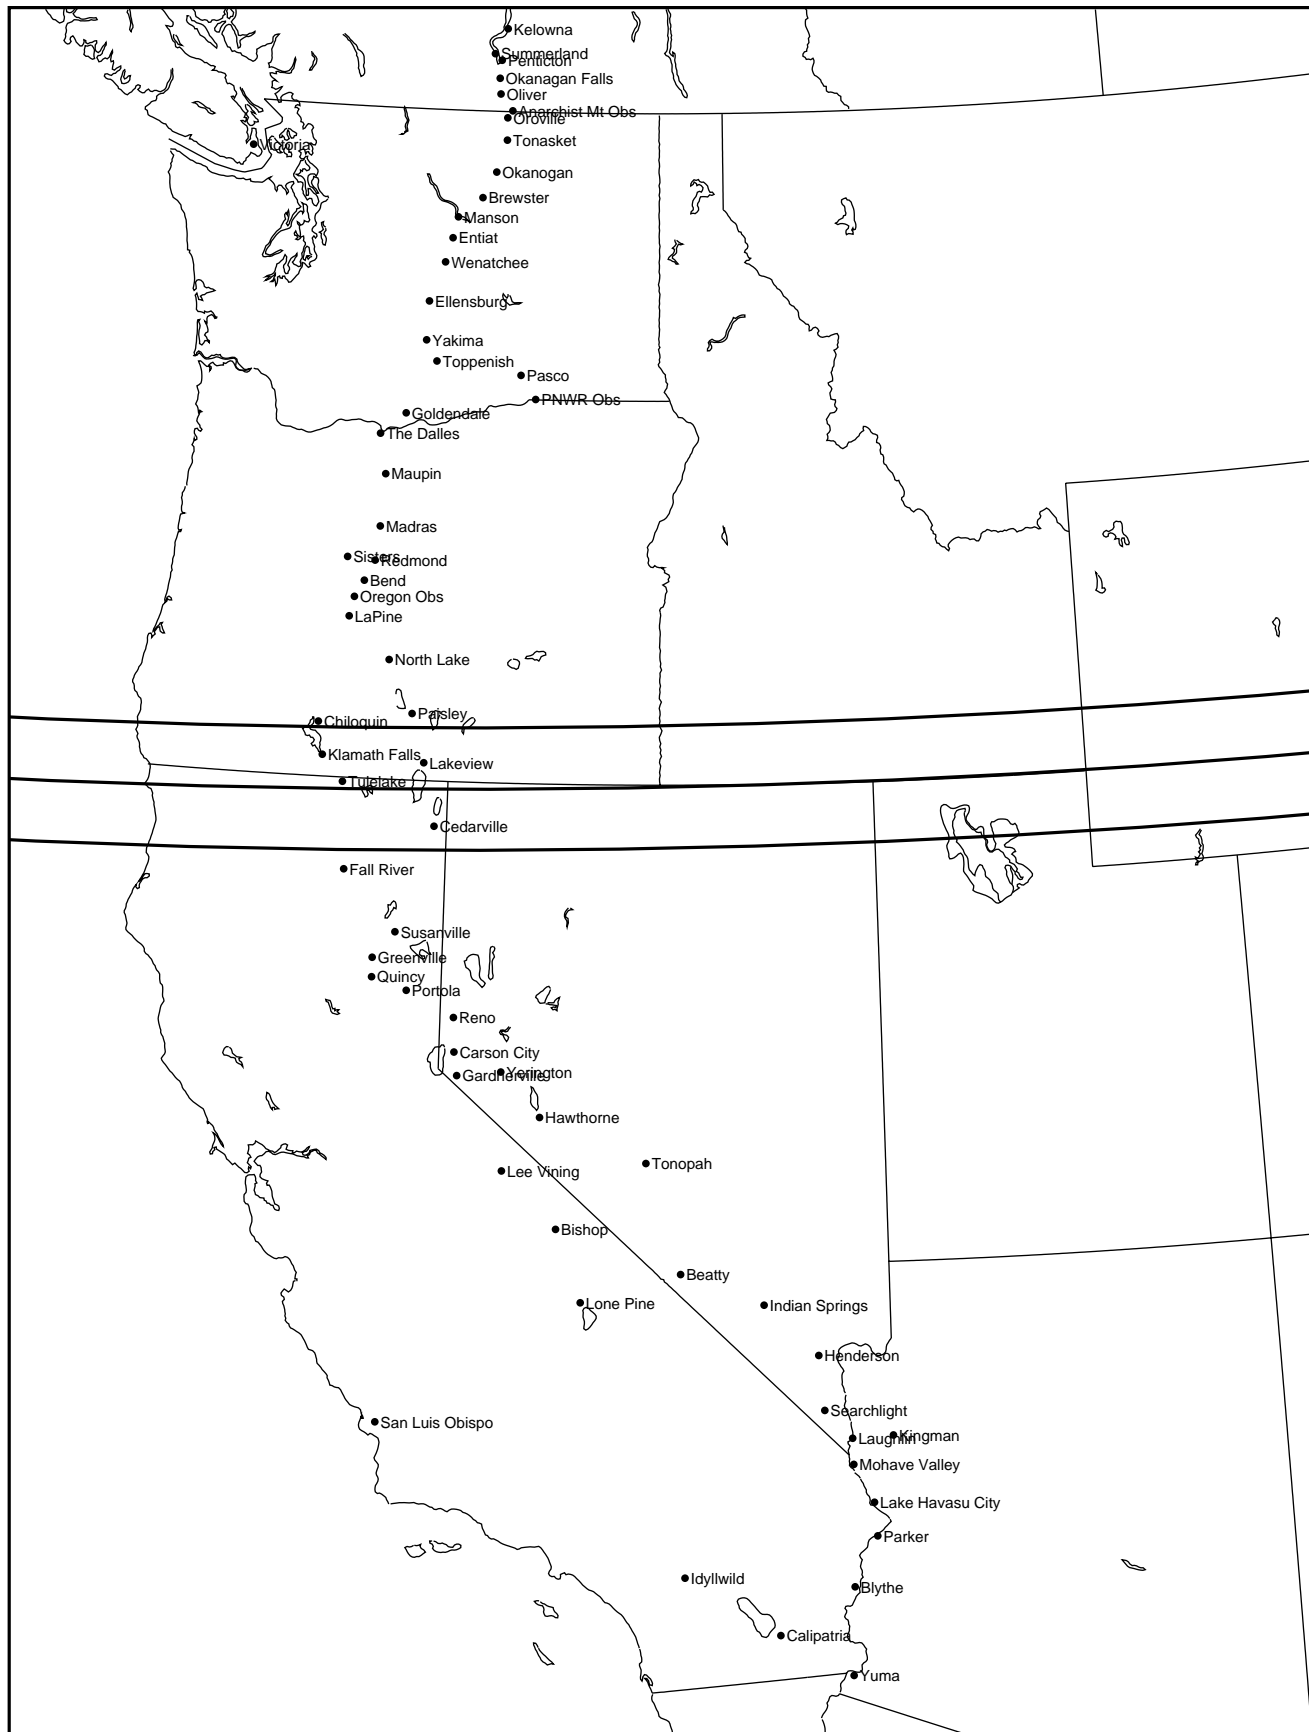 Kelowna
Summerland
Penticton
Okanagan Falls
Oliver
Anarchist Mt Obs
Oroville
Tonasket
Victoria
Okanogan
Brewster
Manson
Entiat
Wenatchee
Ellensburg
Yakima
Toppenish
Pasco
PNWR Obs
Goldendale
The Dalles
Maupin
Madras
Sisters
Redmond
Bend
Oregon Obs
LaPine
North Lake
Paisley
Chiloquin
Klamath Falls
Lakeview
Tulelake
Cedarville
Fall River
Susanville
Greenville
Quincy
Portola
Reno
Carson City
Yerington
Gardnerville
Hawthorne
Tonopah
Lee Vining
Bishop
Beatty
Lone Pine
Indian Springs
Henderson
Searchlight
San Luis Obispo
Kingman
Laughlin
Mohave Valley
Lake Havasu City
Parker
Idyllwild
Blythe
Calipatria
Yuma